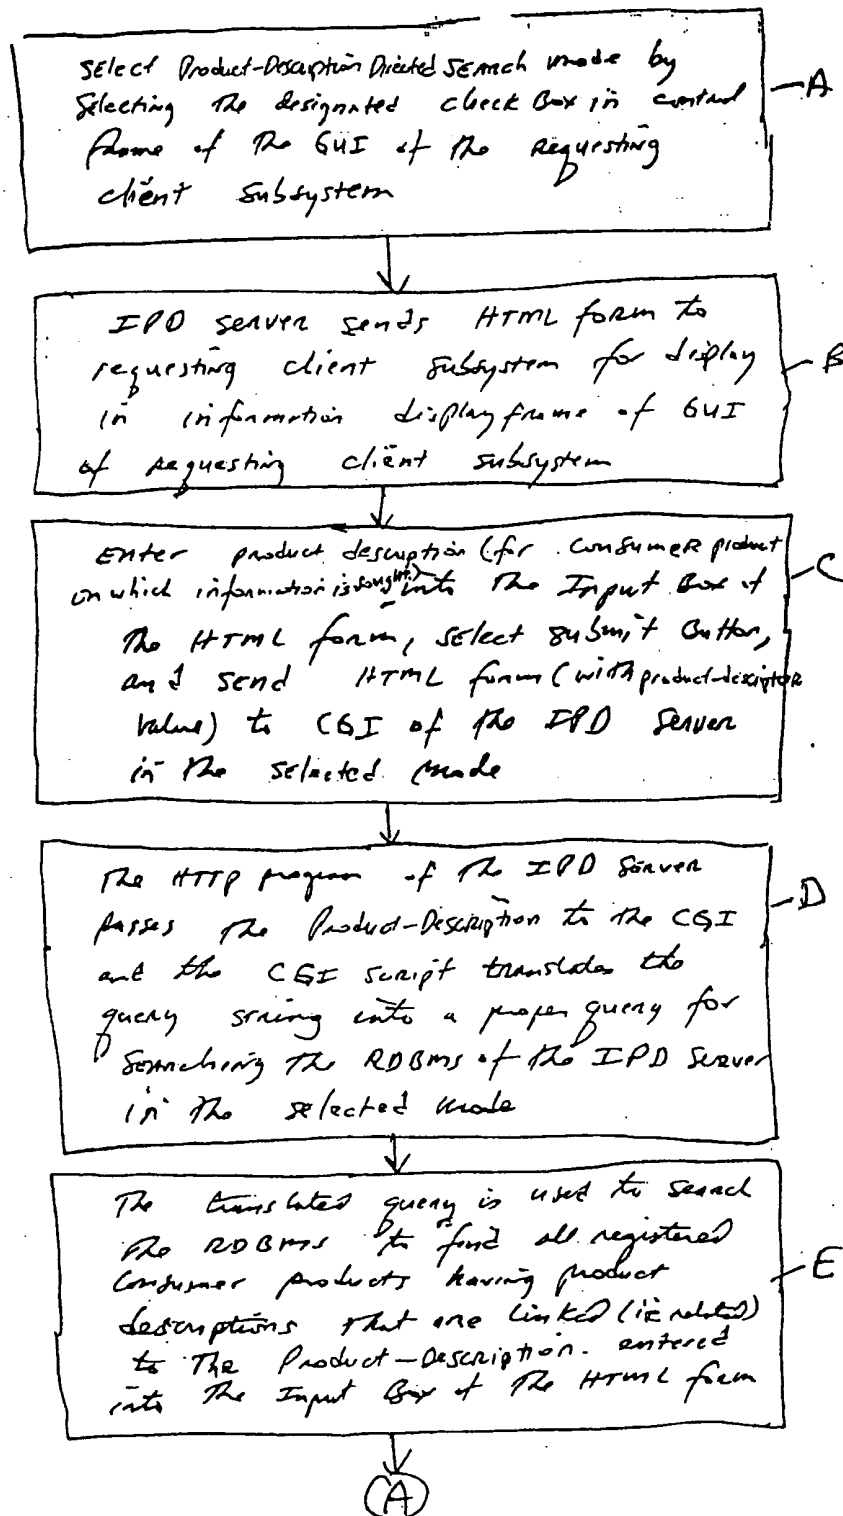 Select Product-Description Directed Search mode by
Selecting the designated check Box in control
frame of the GUI of the requesting
client subsystem
A
IPD server sends HTML form to
requesting client subsystem for display
in information display frame of GUI
of requesting client subsystem
B
Enter product description (for consumer product
on which information is sought) into the Input Box of
the HTML form, select submit Button,
and send HTML form (with product-descriptor
value) to CGI of the IPD Server
in the selected mode
C
The HTTP program of the IPD Server
passes the Product-Description to the CGI
and the CGI script translates the
query string into a proper query for
Searching the RDBMS of the IPD Server
in the selected mode
D
The translated query is used to search
the RDBMS to find all registered
Consumer products having product
descriptions that are linked (ie related)
to the Product-Description entered
into the Input Box of the HTML form
E
A